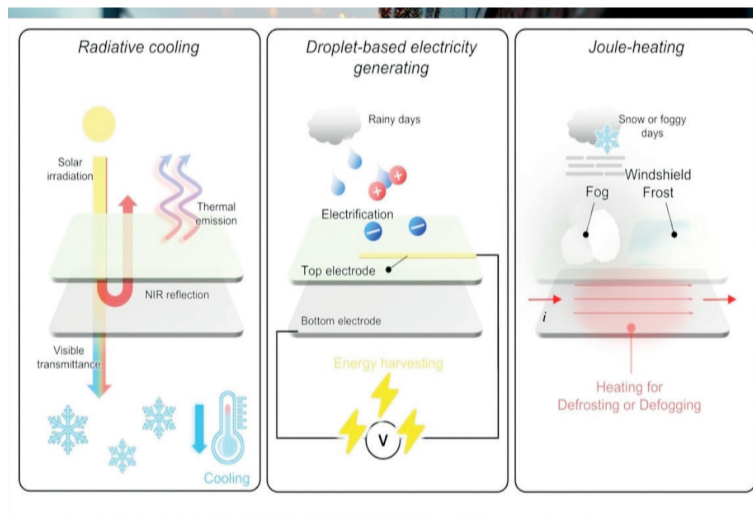 Radiative cooling
Solar
irradiation
Thermal
emission
NIR reflection
Visible
transmittance
Cooling
Droplet-based electricity
generating
Rainy days
+
+
Electrification
−
−
Top electrode
Bottom electrode
Energy harvesting
V
Joule-heating
Snow or foggy
days
Windshield
Frost
Fog
i
Heating for
Defrosting or Defogging